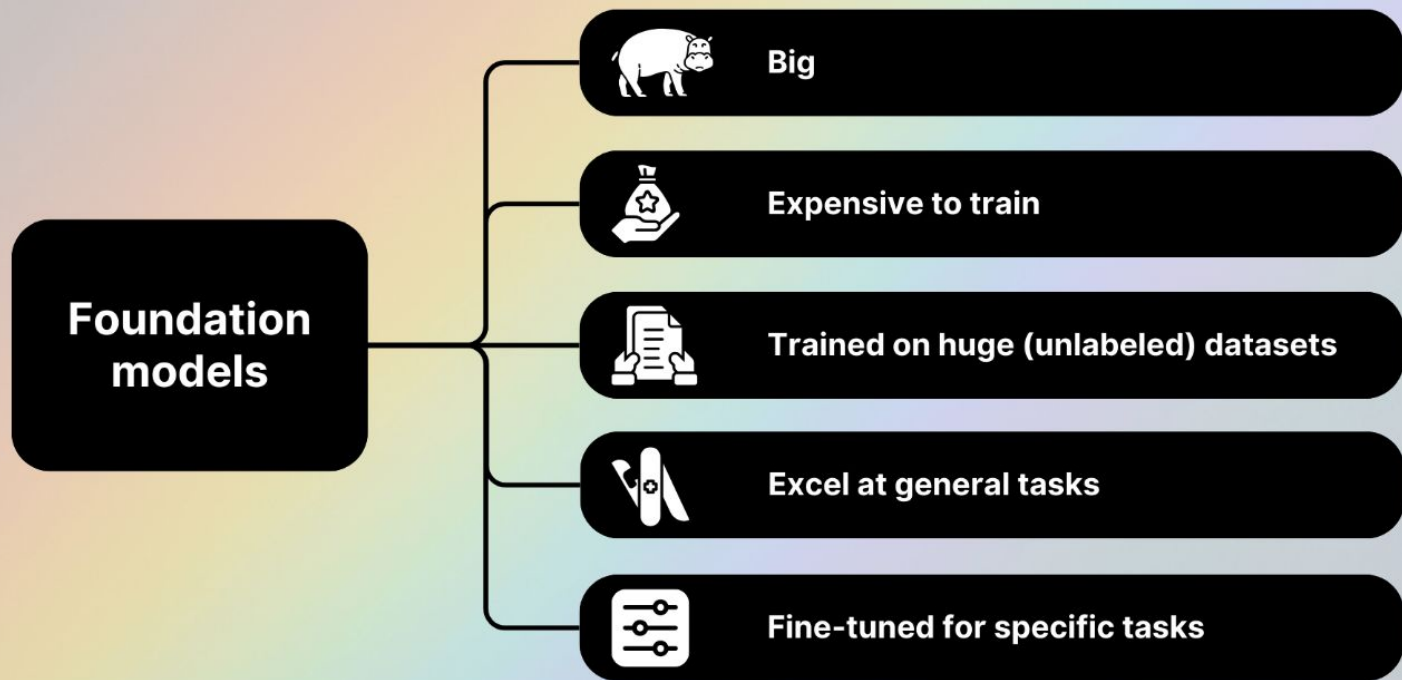 Foundation
models
Big
Expensive to train
Trained on huge (unlabeled) datasets
Excel at general tasks
Fine-tuned for specific tasks